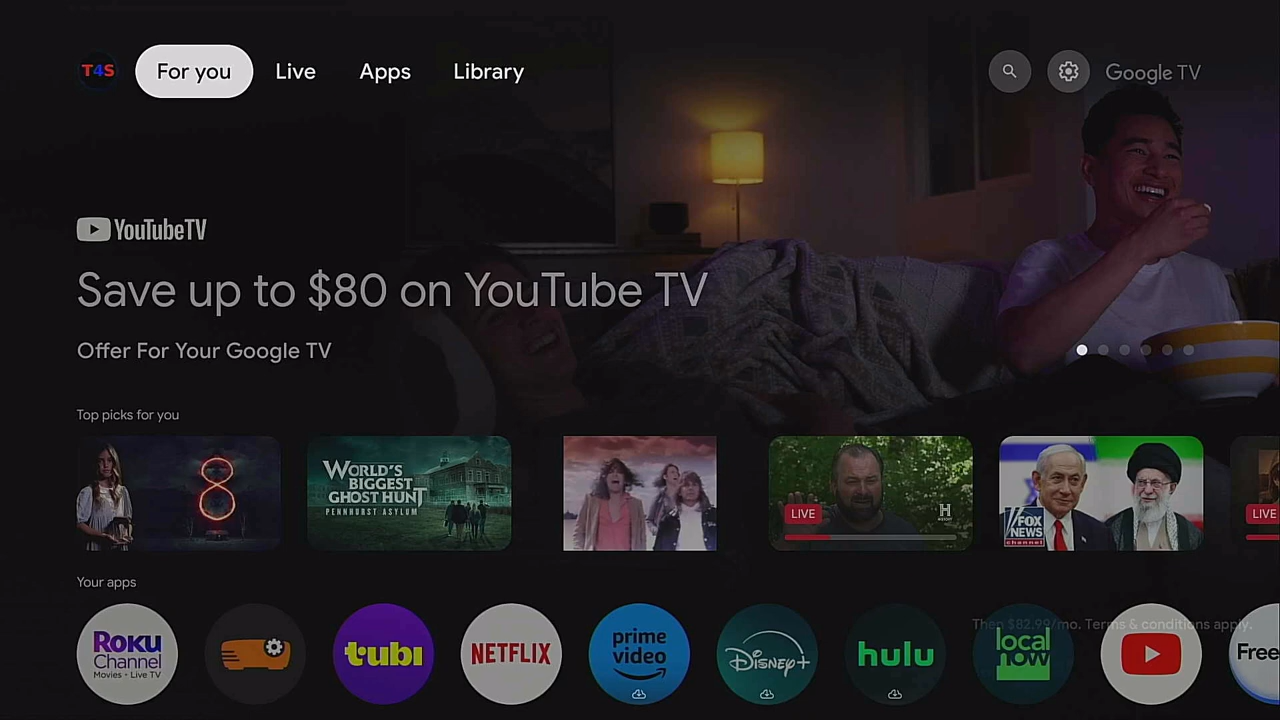 T4S
For you
Live
Apps
Library
Google TV
YouTubeTV
Save up to $80 on YouTube TV
Offer For Your Google TV
Top picks for you
8
WORLD'S
BIGGEST
GHOST HUNT
PENNHURST ASYLUM
LIVE
H
FOX
NEWS
channel
LIVE
Your apps
Then $82.99/mo. Terms & conditions apply.
Roku
Channel
Movies + Live TV
tubi
NETFLIX
prime
video
Disney+
hulu
local
now
Free